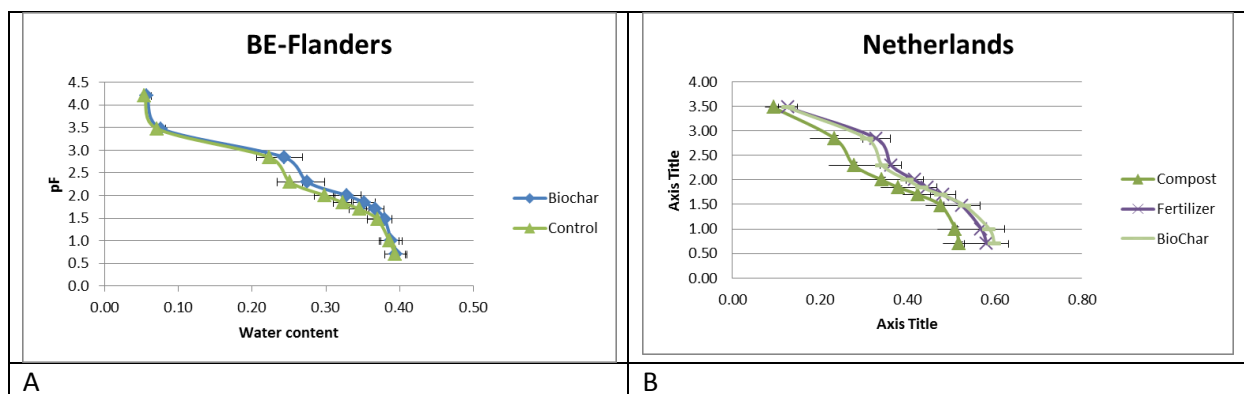 BE-Flanders
4.5
4.0
3.5
3.0
2.5
2.0
1.5
1.0
0.5
0.0
pF
0.00 0.10 0.20 0.30 0.40 0.50
Water content
Biochar
Control
A
Netherlands
4.00
3.50
3.00
2.50
2.00
1.50
1.00
0.50
0.00
Axis Title
0.00 0.20 0.40 0.60 0.80
Axis Title
Compost
Fertilizer
BioChar
B